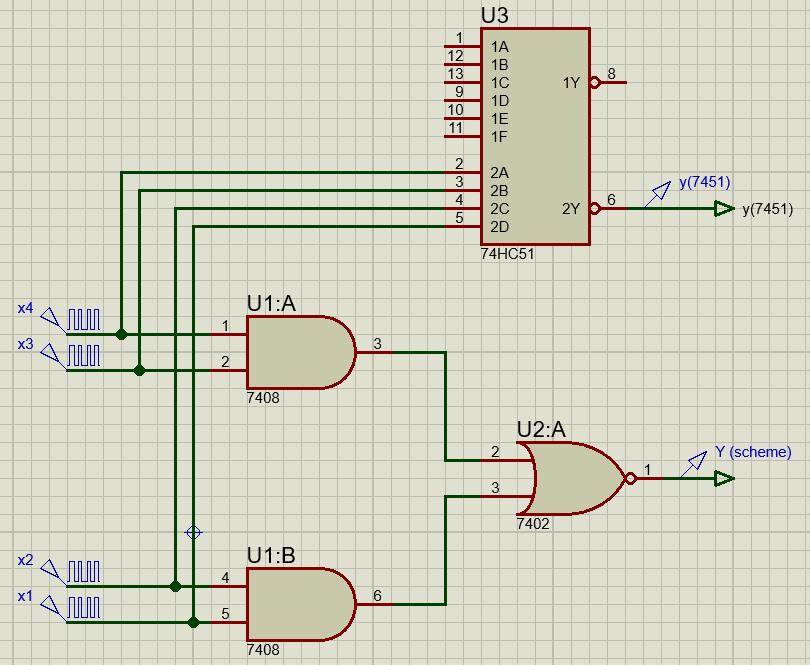 U3
1 1A
12 1B
13 1C 1Y 8
9 1D
10 1E
11 1F
2 2A
3 2B y(7451)
4 2C 2Y 6 y(7451)
5 2D
74HC51
U1:A
x4 1
3
x3 2
7408
U2:A
2
Y (scheme)
1
3
7402
U1:B
x2 4
6
x1 5
7408